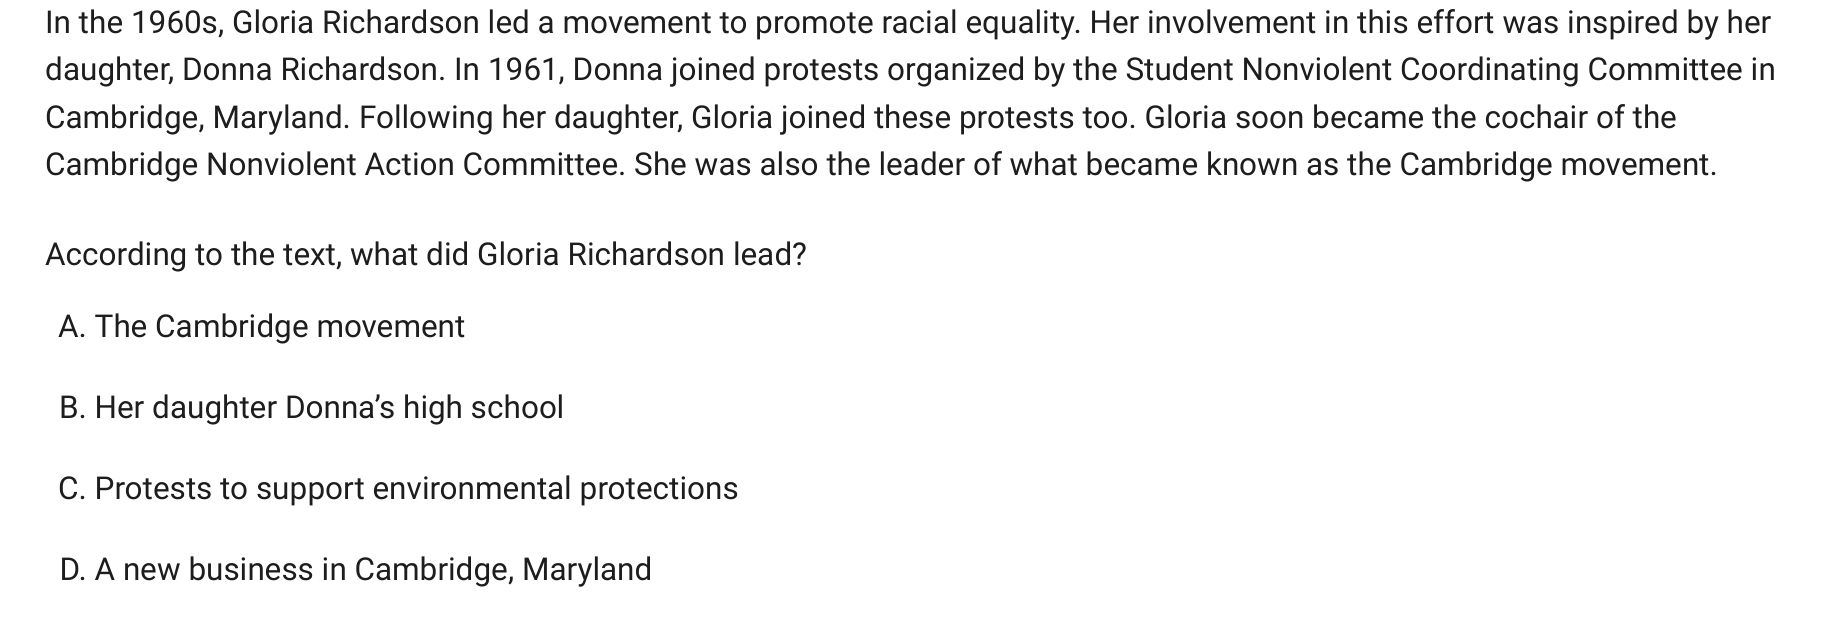 In the 1960s, Gloria Richardson led a movement to promote racial equality. Her involvement in this effort was inspired by her
daughter, Donna Richardson. In 1961, Donna joined protests organized by the Student Nonviolent Coordinating Committee in
Cambridge, Maryland. Following her daughter, Gloria joined these protests too. Gloria soon became the cochair of the
Cambridge Nonviolent Action Committee. She was also the leader of what became known as the Cambridge movement.
According to the text, what did Gloria Richardson lead?
A. The Cambridge movement
B. Her daughter Donna’s high school
C. Protests to support environmental protections
D. A new business in Cambridge, Maryland